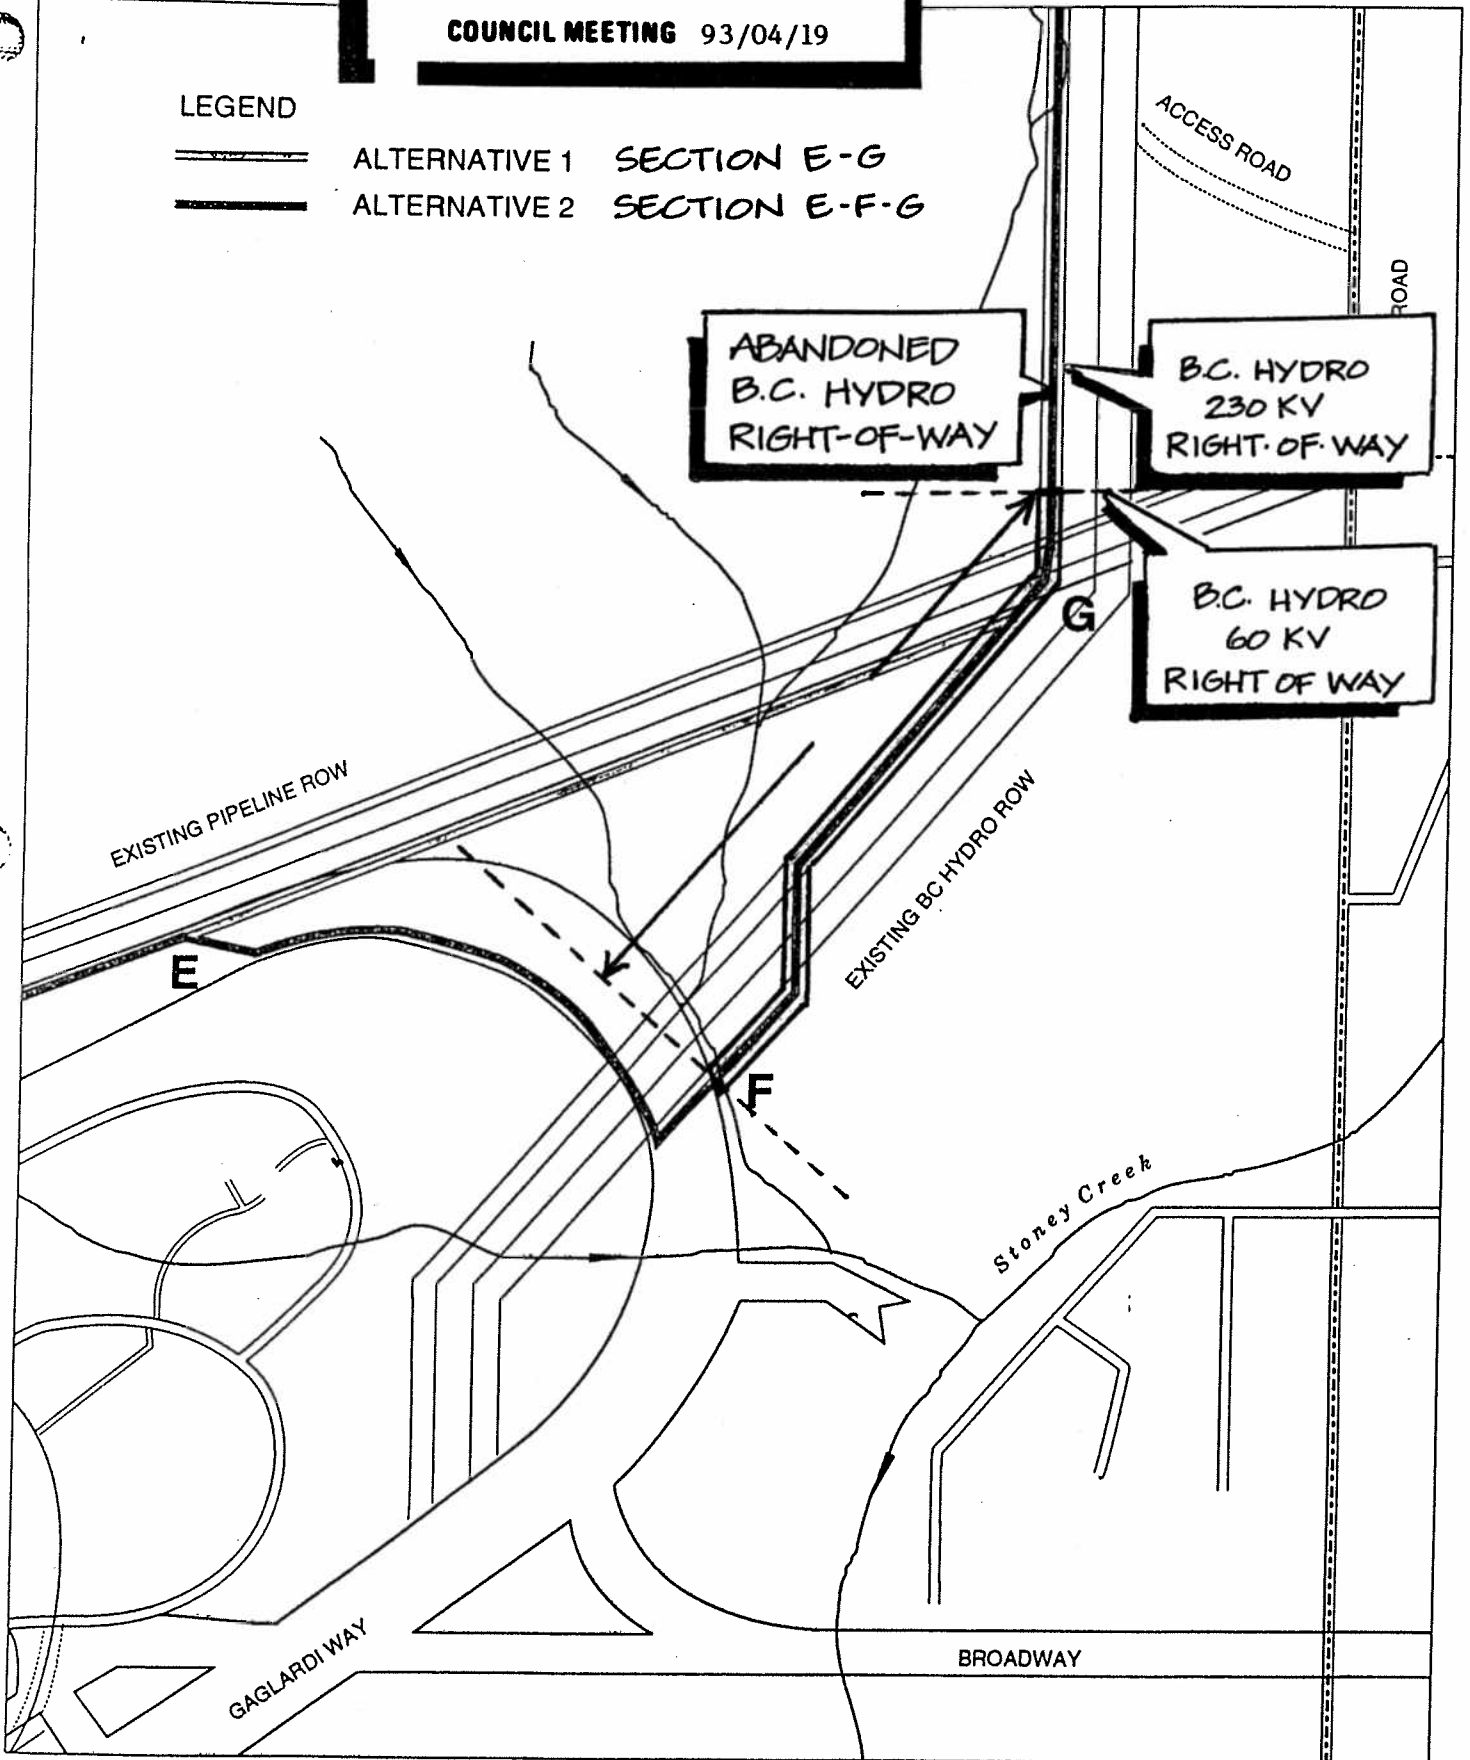 COUNCIL MEETING 93/04/19
LEGEND
ALTERNATIVE 1 SECTION E-G
ALTERNATIVE 2 SECTION E-F-G
ACCESS ROAD
ROAD
ABANDONED
B.C. HYDRO
RIGHT-OF-WAY
B.C. HYDRO
230 KV
RIGHT·OF·WAY
G
B.C. HYDRO
60 KV
RIGHT OF WAY
EXISTING PIPELINE ROW
EXISTING BC HYDRO ROW
E
F
Stoney Creek
GAGLARDI WAY
BROADWAY